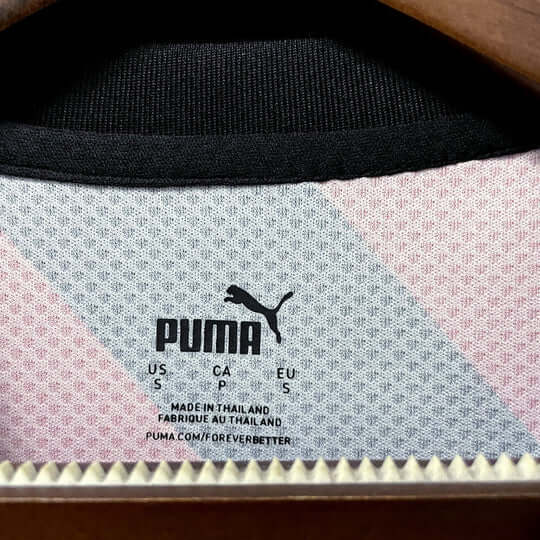 PUMA
US CA EU
S P S
MADE IN THAILAND
FABRIQUE AU THAILAND
PUMA.COM/FOREVERBETTER